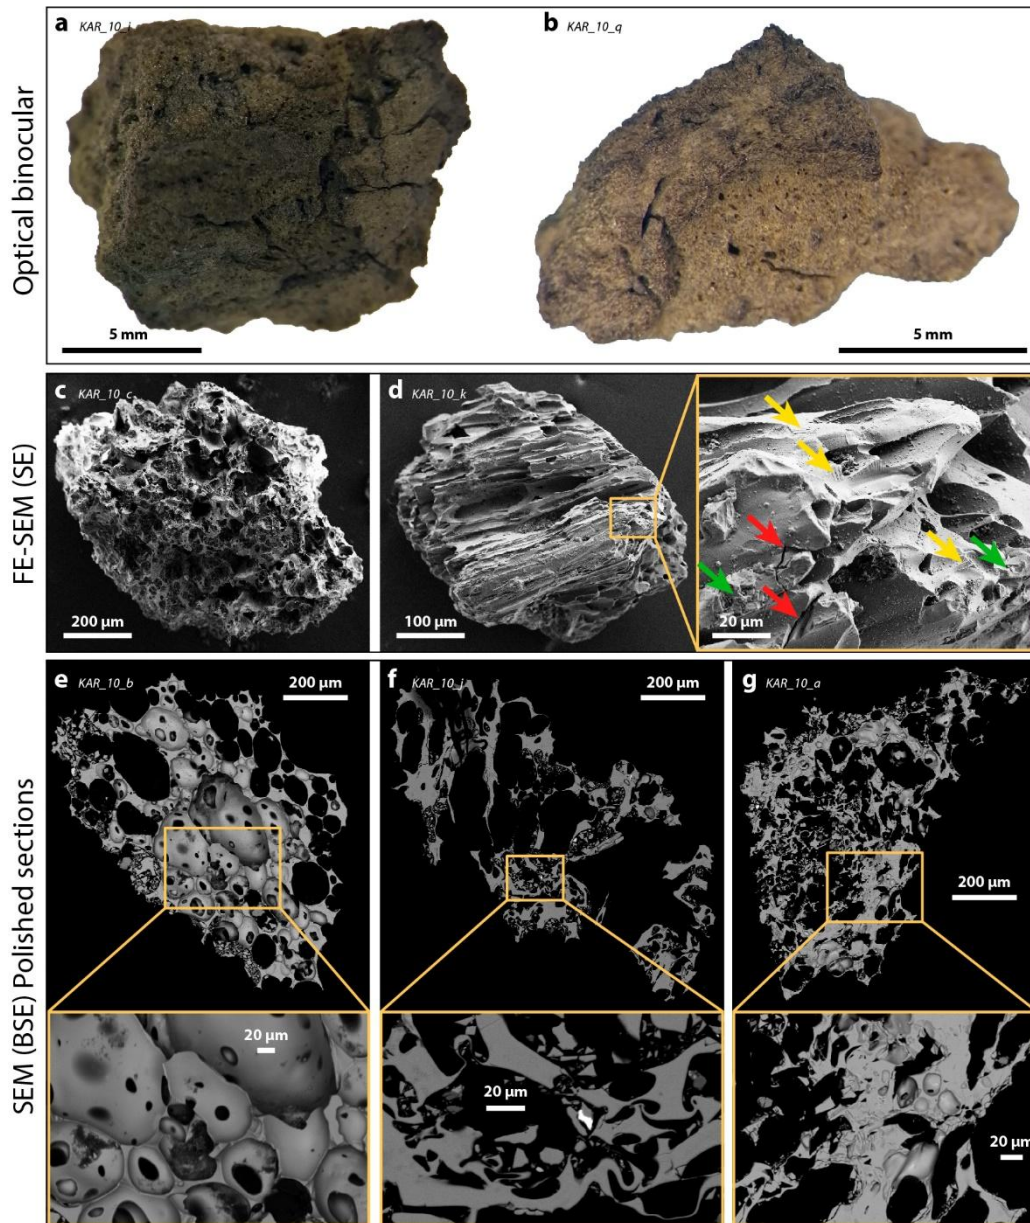 Optical binocular
a KAR_10_j
b KAR_10_q
5 mm
5 mm
FE-SEM (SE)
c KAR_10_c
d KAR_10_k
200 µm
100 µm
20 µm
SEM (BSE) Polished sections
e KAR_10_b
200 µm
f KAR_10_i
200 µm
g KAR_10_a
200 µm
20 µm
20 µm
20 µm